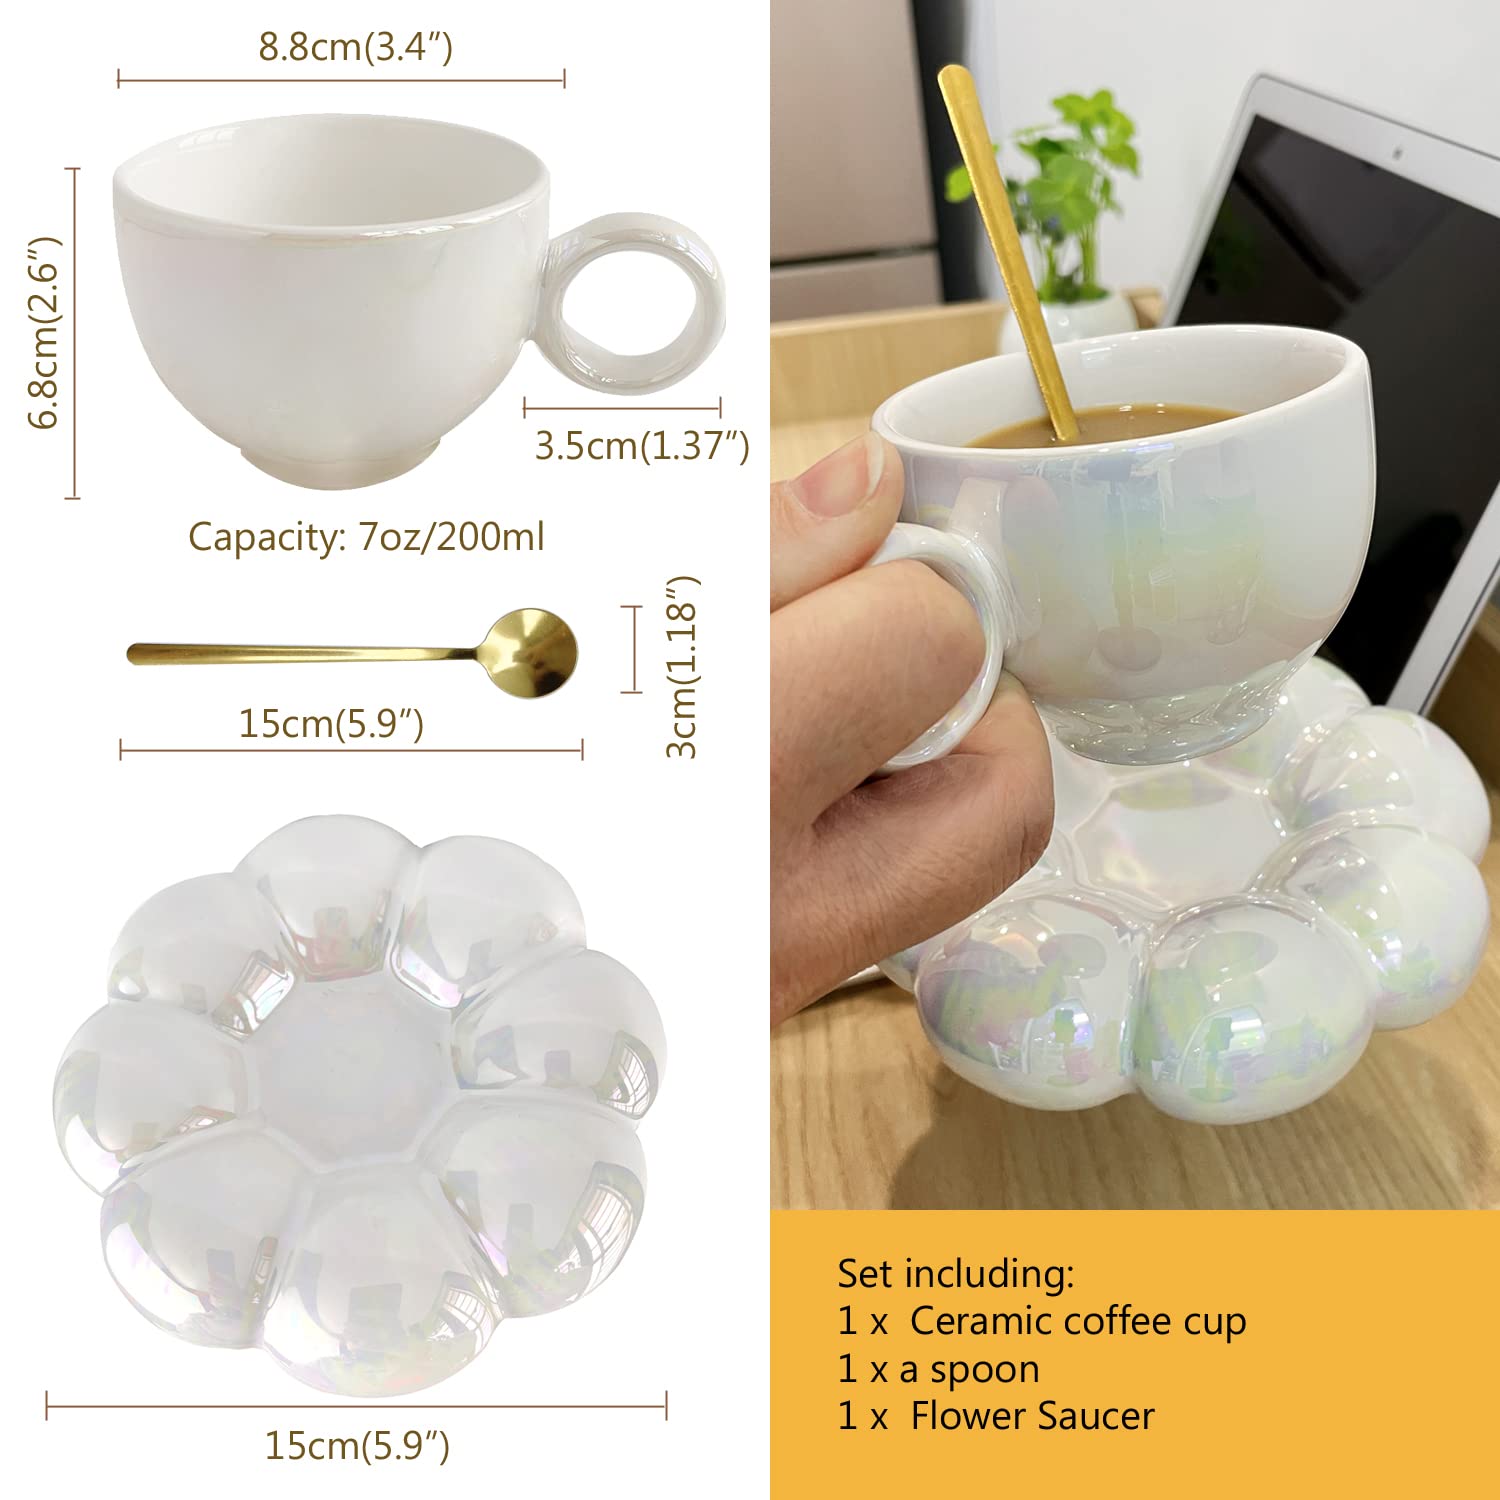 8.8cm(3.4”)
6.8cm(2.6”)
3.5cm(1.37”)
Capacity: 7oz/200ml
3cm(1.18”)
15cm(5.9”)
15cm(5.9”)
Set including:
1 x Ceramic coffee cup
1 x a spoon
1 x Flower Saucer